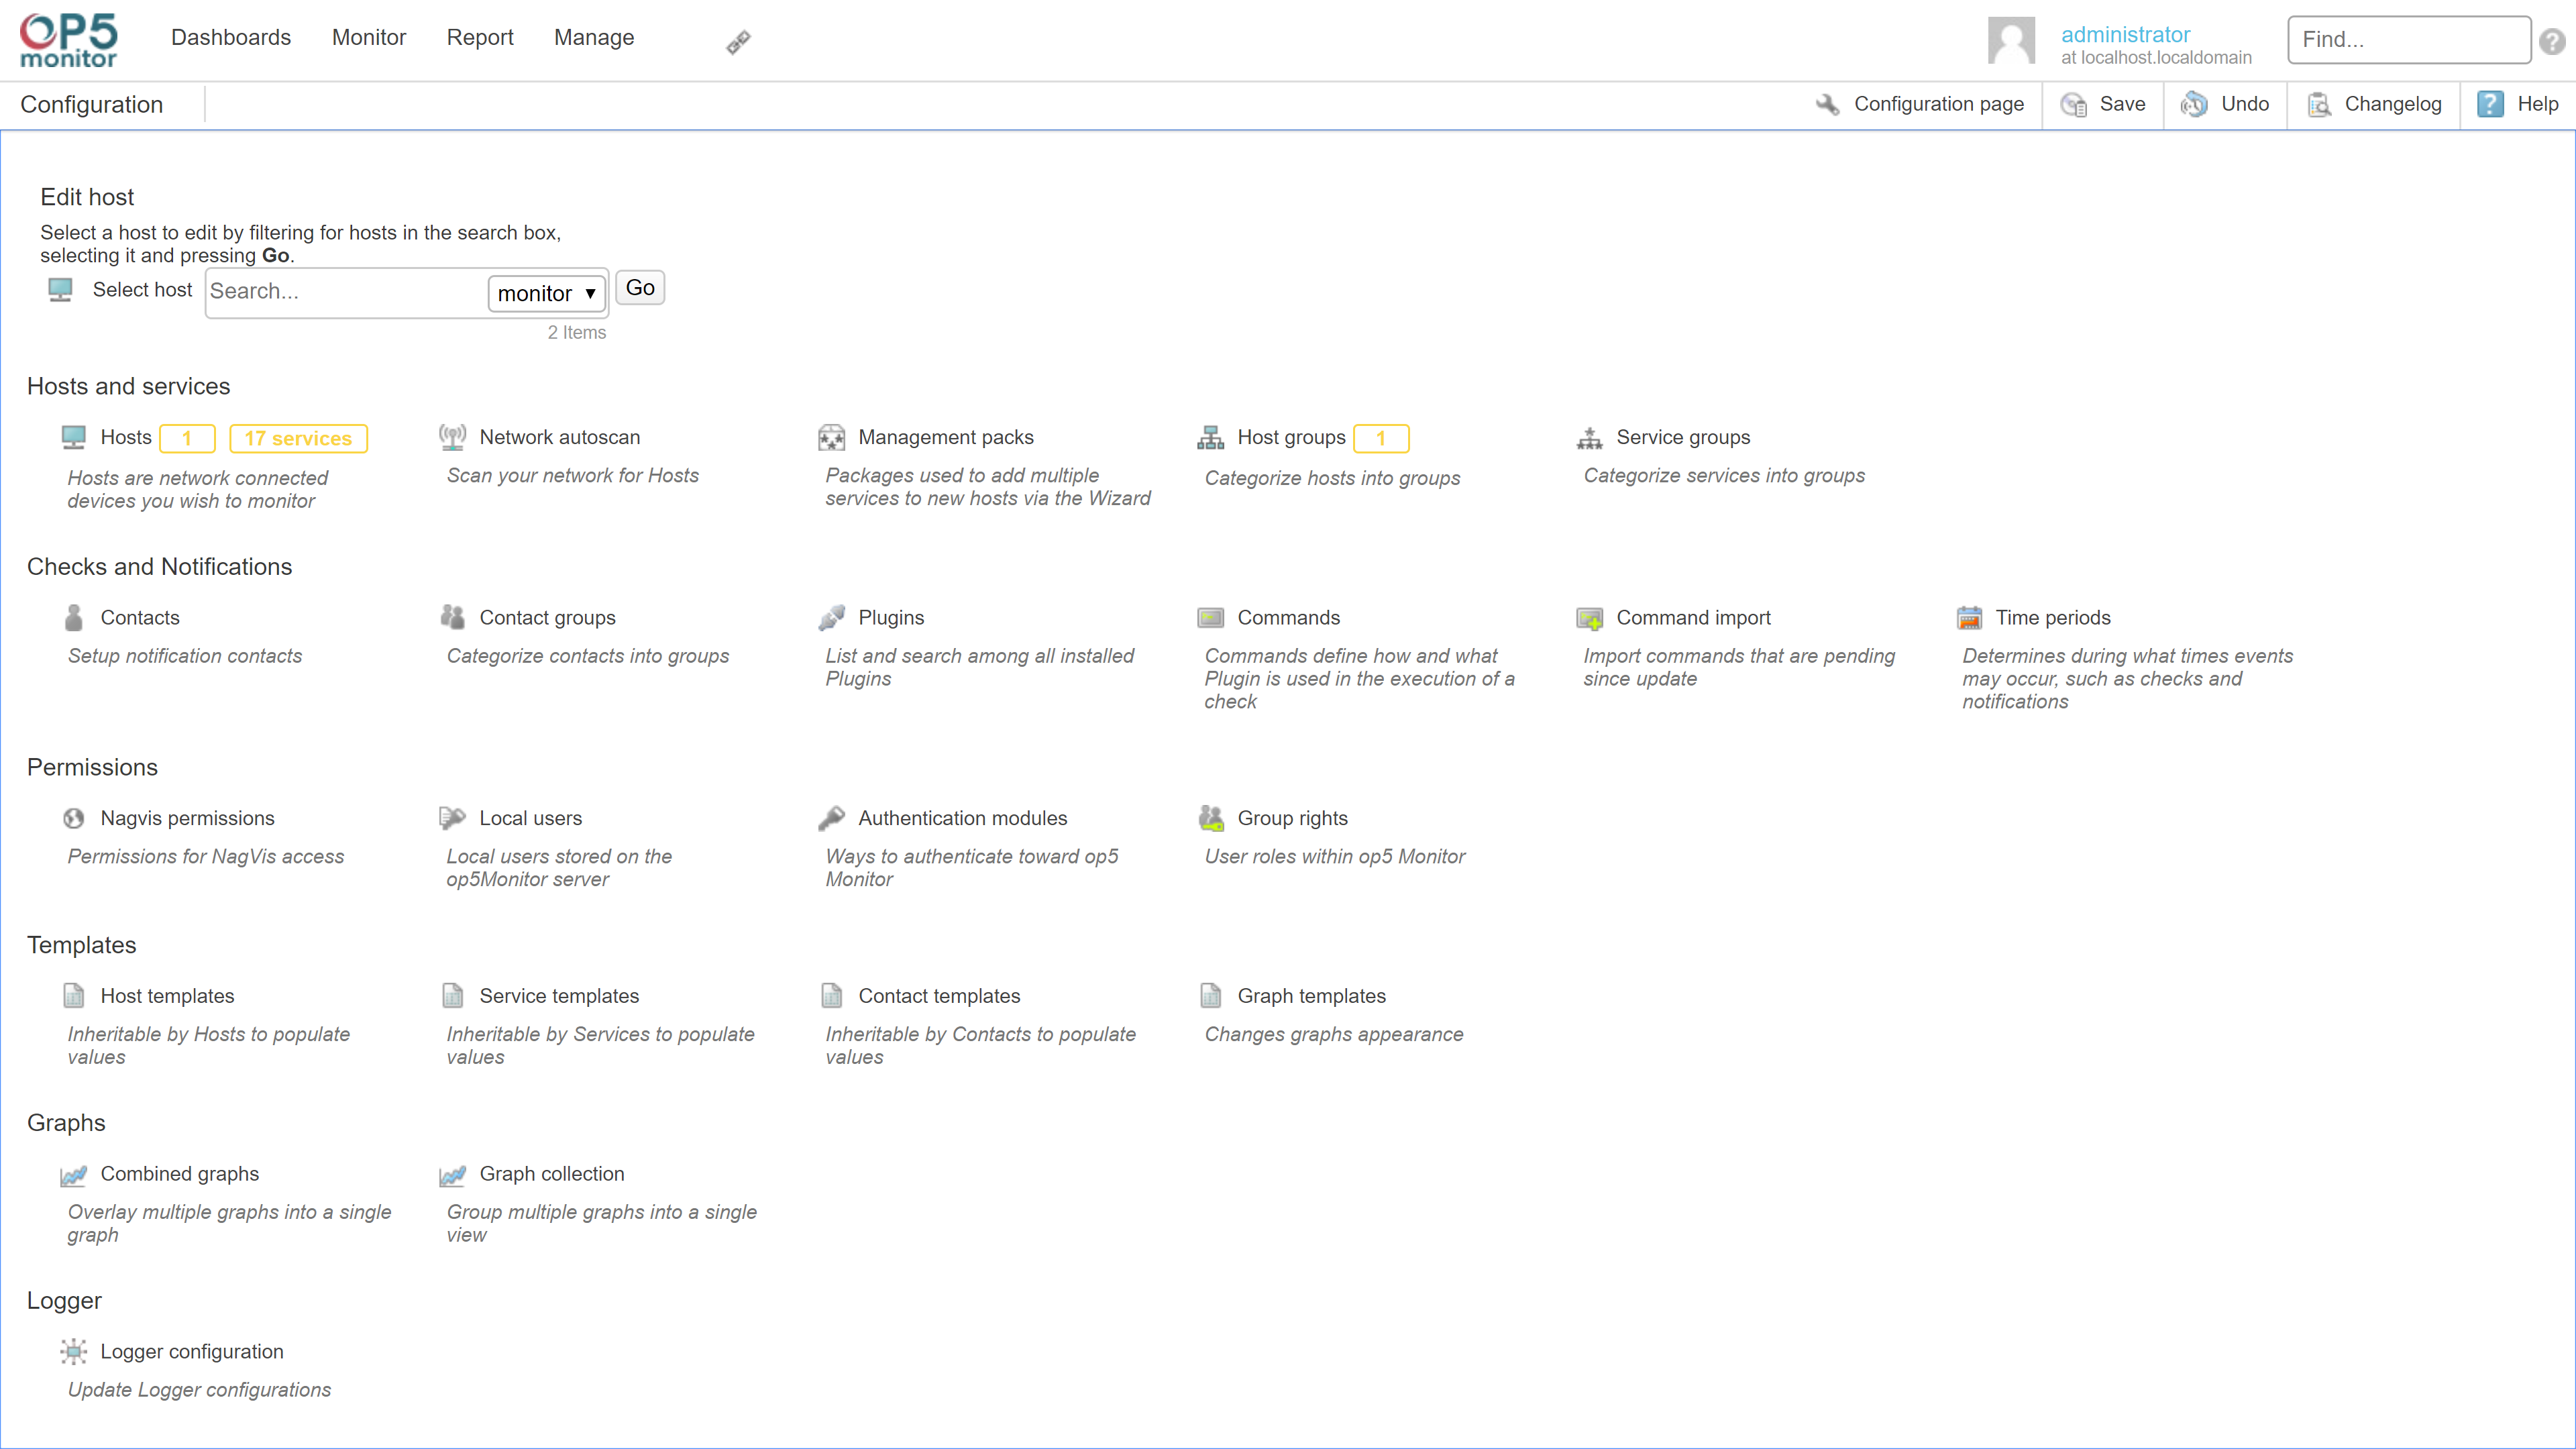 OP5 monitor
Dashboards Monitor Report Manage
administrator
at localhost.localdomain
Find...
?
Configuration
Configuration page Save Undo Changelog ? Help
Edit host
Select a host to edit by filtering for hosts in the search box,
selecting it and pressing Go.
Select host Search... monitor ▼ Go
2 Items
Hosts and services
Hosts 1 17 services
Hosts are network connected
devices you wish to monitor
Network autoscan
Scan your network for Hosts
Management packs
Packages used to add multiple
services to new hosts via the Wizard
Host groups 1
Categorize hosts into groups
Service groups
Categorize services into groups
Checks and Notifications
Contacts
Setup notification contacts
Contact groups
Categorize contacts into groups
Plugins
List and search among all installed
Plugins
Commands
Commands define how and what
Plugin is used in the execution of a
check
Command import
Import commands that are pending
since update
Time periods
Determines during what times events
may occur, such as checks and
notifications
Permissions
Nagvis permissions
Permissions for NagVis access
Local users
Local users stored on the
op5Monitor server
Authentication modules
Ways to authenticate toward op5
Monitor
Group rights
User roles within op5 Monitor
Templates
Host templates
Inheritable by Hosts to populate
values
Service templates
Inheritable by Services to populate
values
Contact templates
Inheritable by Contacts to populate
values
Graph templates
Changes graphs appearance
Graphs
Combined graphs
Overlay multiple graphs into a single
graph
Graph collection
Group multiple graphs into a single
view
Logger
Logger configuration
Update Logger configurations